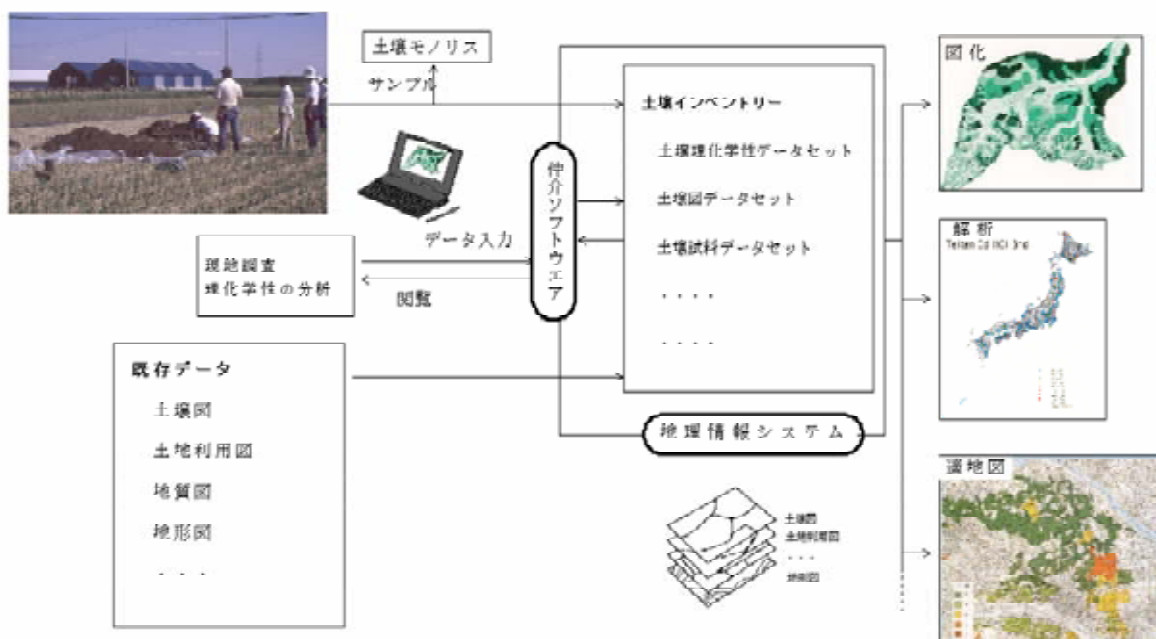 土壌モノリス
サンプル
データ入力
閲覧
現地調査
理化学性の分析
仲介ソフトウエア
土壌インベントリー
土壌理化学性データセット
土壌図データセット
土壌試料データセット
・・・・
・・・・
既存データ
土壌図
土地利用図
地質図
地形図
・・・
地理情報システム
土壌図
土地利用図
・・・
地形図
図化
解析
適地図